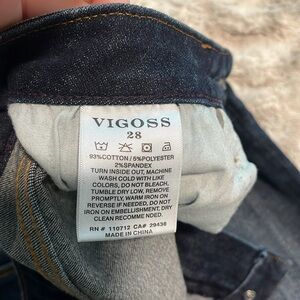 VIGOSS
28
93%COTTON / 5%POLYESTER
2%SPANDEX
TURN INSIDE OUT, MACHINE
WASH COLD WITH LIKE
COLORS, DO NOT BLEACH.
TUMBLE DRY LOW, REMOVE
PROMPTLY, WARM IRON ON
REVERSE IF NEEDED, DO NOT
IRON ON EMBELLISHMENT. DRY
CLEAN RECOMME NDED.
RN # 110712 CA# 29436
MADE IN CHINA